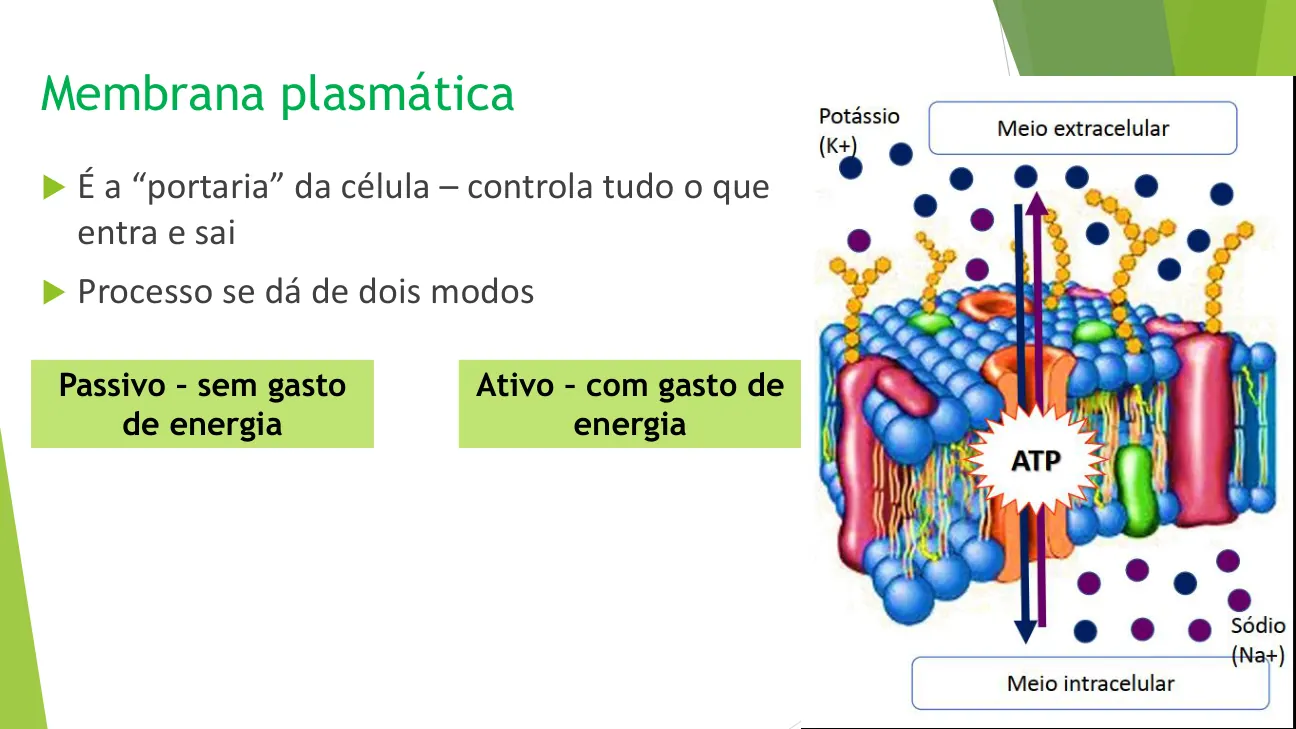 Membrana plasmática
É a “portaria” da célula – controla tudo o que
entra e sai
Processo se dá de dois modos
Passivo – sem gasto
de energia
Ativo – com gasto de
energia
Potássio
(K+)
Meio extracelular
ATP
Sódio
(Na+)
Meio intracelular